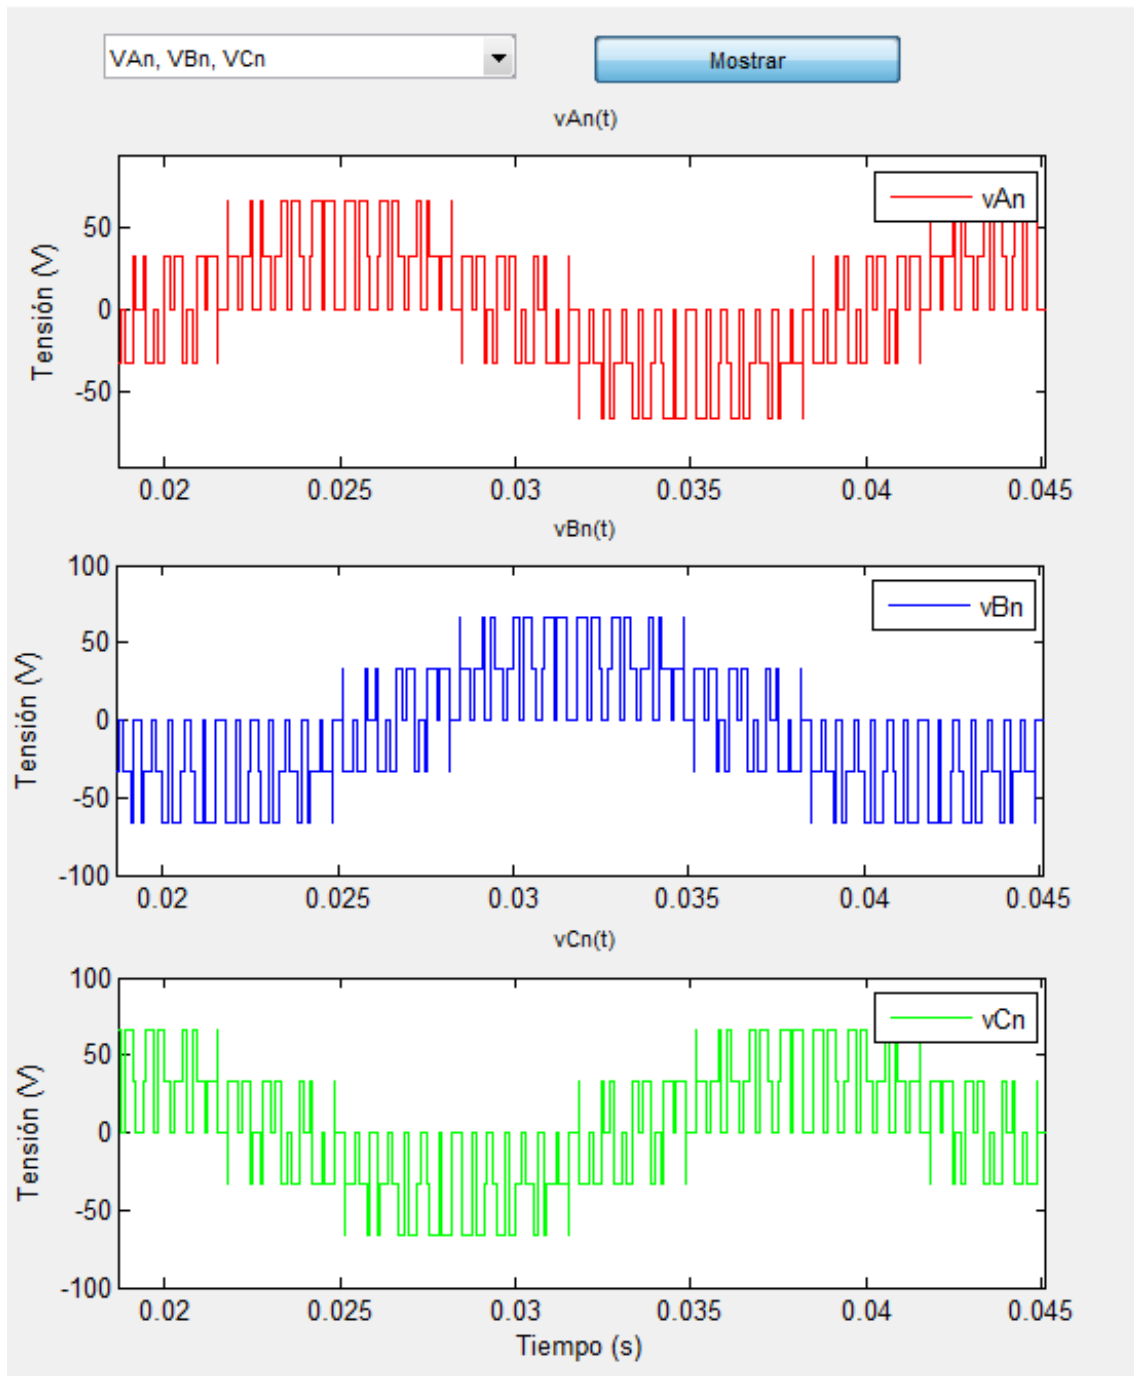 VAn, VBn, VCn
Mostrar
vAn(t)
vAn
50
0
-50
Tensión (V)
0.02 0.025 0.03 0.035 0.04 0.045
vBn(t)
vBn
100
50
0
-50
-100
Tensión (V)
0.02 0.025 0.03 0.035 0.04 0.045
vCn(t)
vCn
100
50
0
-50
-100
Tensión (V)
0.02 0.025 0.03 0.035 0.04 0.045
Tiempo (s)